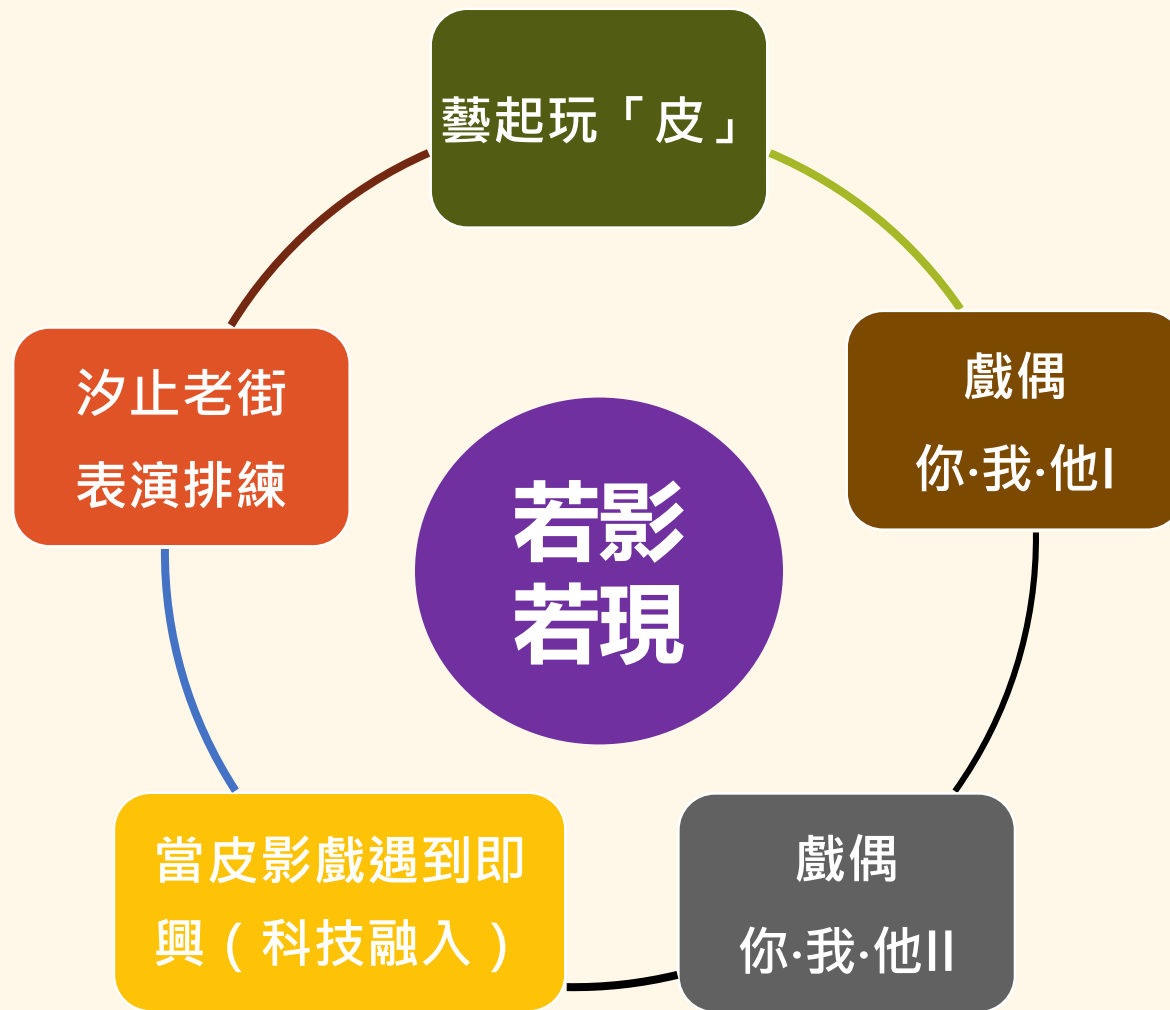 藝起玩「皮」
戲偶
你·我·他I
戲偶
你·我·他II
當皮影戲遇到即
興（科技融入）
汐止老街
表演排練
若影
若現